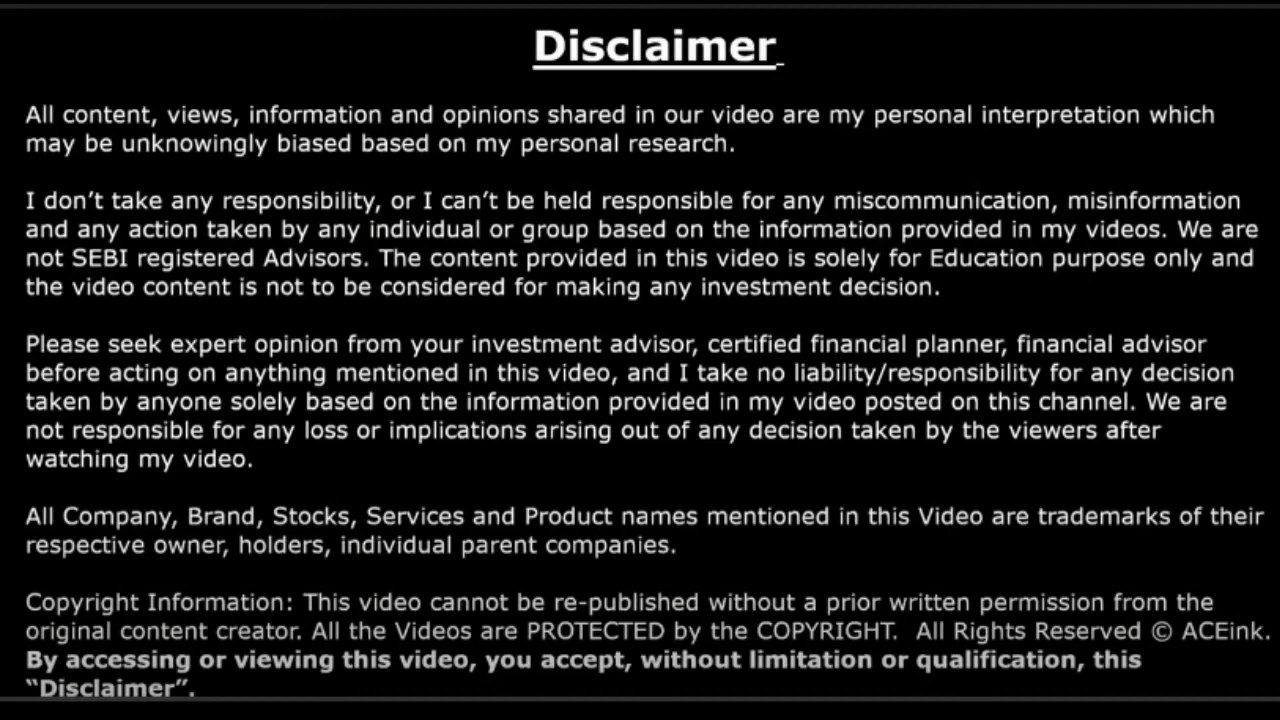 Disclaimer
All content, views, information and opinions shared in our video are my personal interpretation which
may be unknowingly biased based on my personal research.
I don’t take any responsibility, or I can’t be held responsible for any miscommunication, misinformation
and any action taken by any individual or group based on the information provided in my videos. We are
not SEBI registered Advisors. The content provided in this video is solely for Education purpose only and
the video content is not to be considered for making any investment decision.
Please seek expert opinion from your investment advisor, certified financial planner, financial advisor
before acting on anything mentioned in this video, and I take no liability/responsibility for any decision
taken by anyone solely based on the information provided in my video posted on this channel. We are
not responsible for any loss or implications arising out of any decision taken by the viewers after
watching my video.
All Company, Brand, Stocks, Services and Product names mentioned in this Video are trademarks of their
respective owner, holders, individual parent companies.
Copyright Information: This video cannot be re-published without a prior written permission from the
original content creator. All the Videos are PROTECTED by the COPYRIGHT.  All Rights Reserved © ACEink.
By accessing or viewing this video, you accept, without limitation or qualification, this
“Disclaimer”.